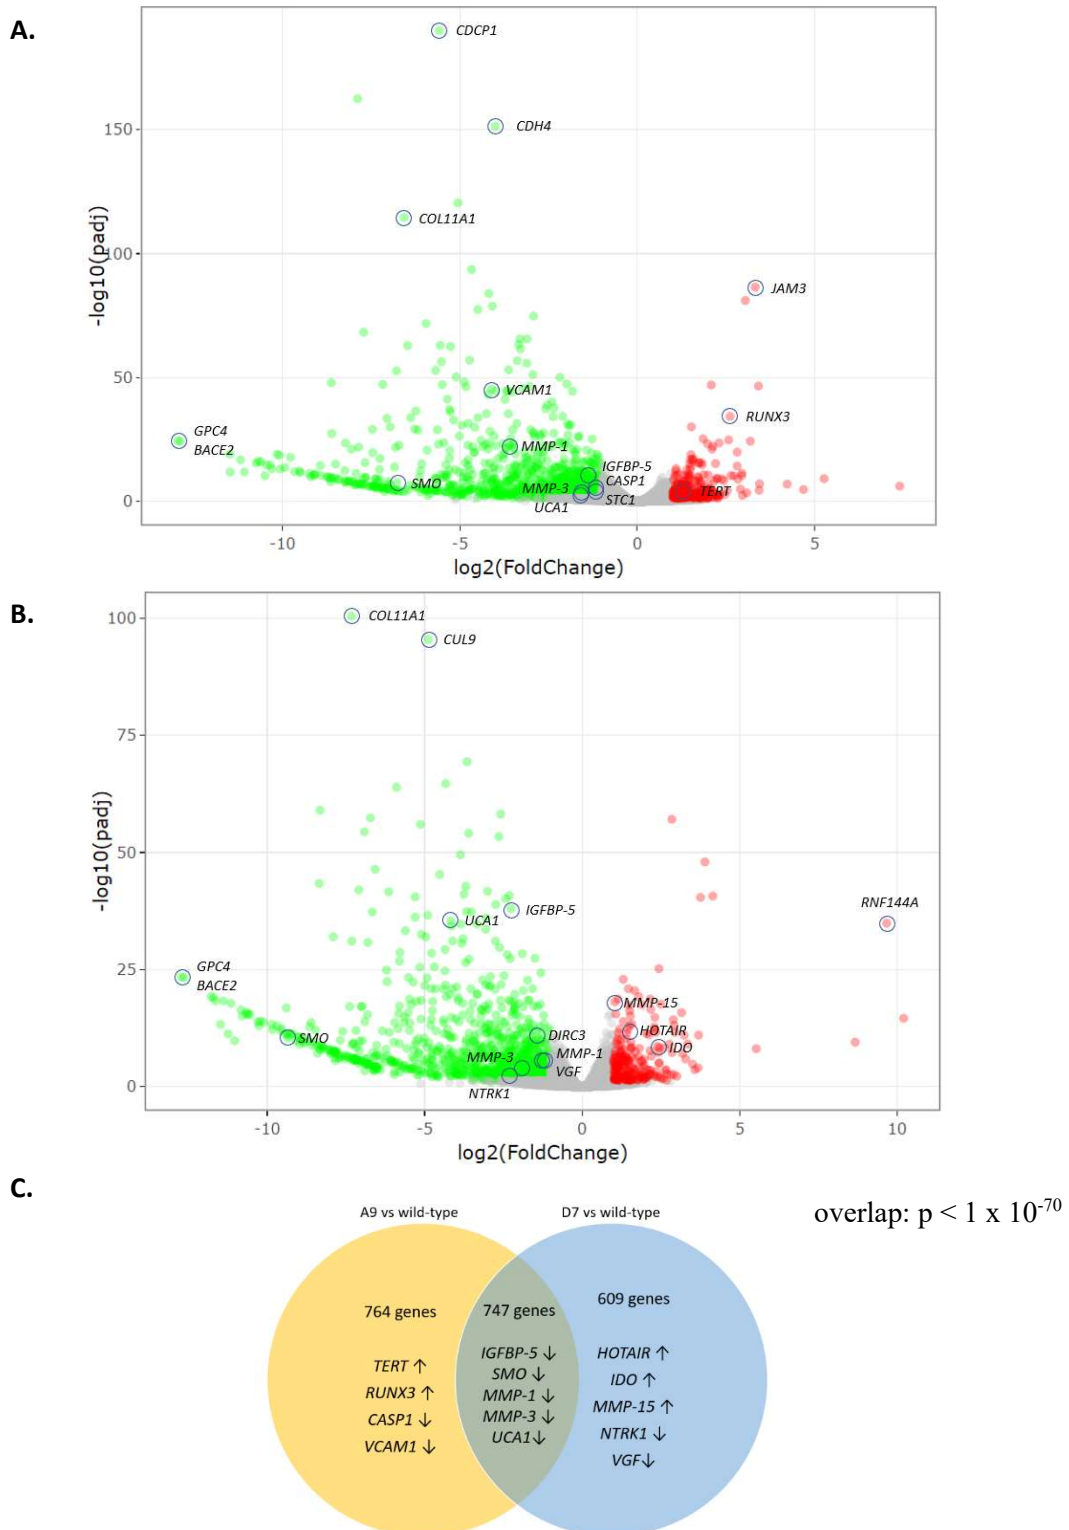 A.
CDCP1
150
CDH4
COL11A1
100
-log10(padj)
JAM3
50
VCAM1
RUNX3
GPC4
BACE2
MMP-1
IGFBP-5
SMO
CASP1
MMP-3
TERT
STC1
UCA1
0
-10 -5 0 5
log2(FoldChange)
B.
100
COL11A1
CUL9
75
-log10(padj)
50
RNF144A
IGFBP-5
UCA1
25
GPC4
BACE2
MMP-15
SMO
DIRC3
HOTAIR
IDO
MMP-3
MMP-1
VGF
NTRK1
0
-10 -5 0 5 10
log2(FoldChange)
C.
A9 vs wild-type D7 vs wild-type
overlap: p < 1 x 10-70
764 genes
TERT ↑
RUNX3 ↑
CASP1 ↓
VCAM1 ↓
747 genes
IGFBP-5 ↓
SMO ↓
MMP-1 ↓
MMP-3 ↓
UCA1↓
609 genes
HOTAIR ↑
IDO ↑
MMP-15 ↑
NTRK1 ↓
VGF↓